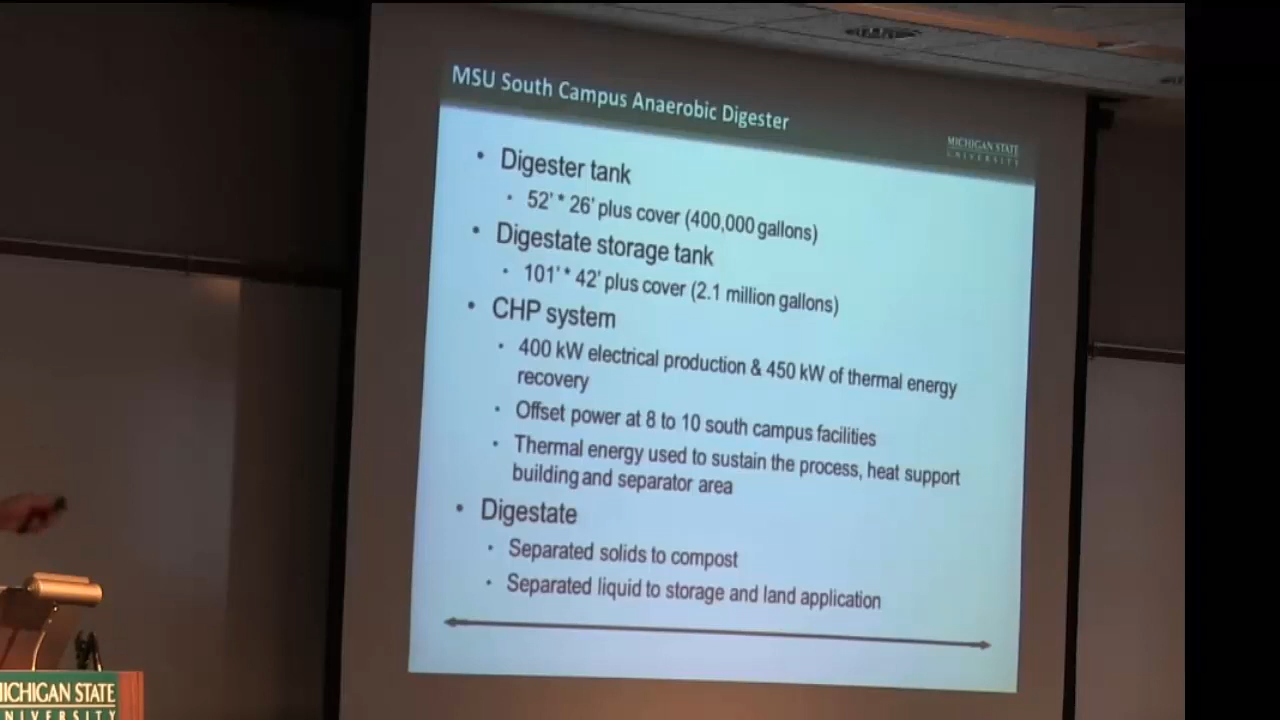 MSU South Campus Anaerobic Digester
MICHIGAN STATE
UNIVERSITY
• Digester tank
• 52' * 26' plus cover (400,000 gallons)
• Digestate storage tank
• 101' * 42' plus cover (2.1 million gallons)
• CHP system
• 400 kW electrical production & 450 kW of thermal energy
recovery
• Offset power at 8 to 10 south campus facilities
• Thermal energy used to sustain the process, heat support
building and separator area
• Digestate
• Separated solids to compost
• Separated liquid to storage and land application
MICHIGAN STATE
UNIVERSITY